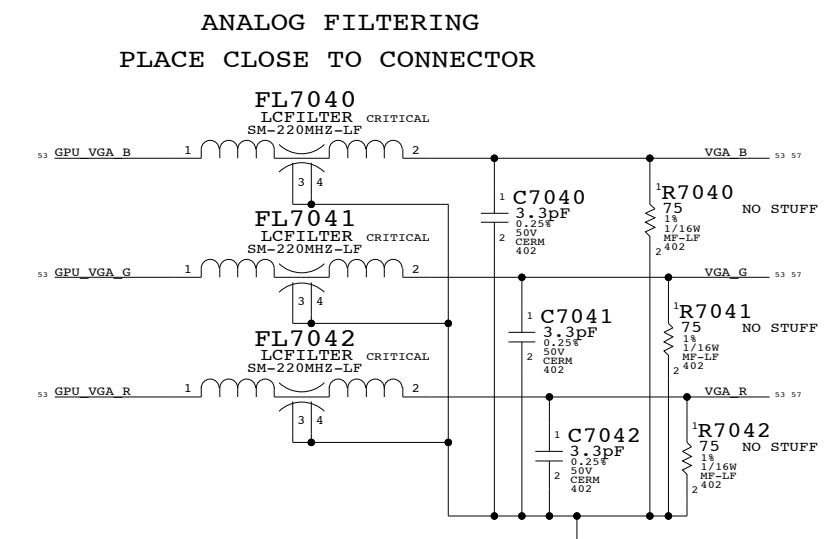 ANALOG FILTERING
PLACE CLOSE TO CONNECTOR
FL7040
LCFILTER CRITICAL
SM-220MHZ-LF
53 GPU_VGA_B 1 2 VGA_B 53 57
3 4
1 C7040
3.3pF
0.25%
50V
CERM
402
2
1 R7040
75
1%
1/16W
MF-LF
2 402
NO STUFF
FL7041
LCFILTER CRITICAL
SM-220MHZ-LF
53 GPU_VGA_G 1 2 VGA_G 53 57
3 4
1 C7041
3.3pF
0.25%
50V
CERM
402
2
1 R7041
75
1%
1/16W
MF-LF
2 402
NO STUFF
FL7042
LCFILTER CRITICAL
SM-220MHZ-LF
53 GPU_VGA_R 1 2 VGA_R 53 57
3 4
1 C7042
3.3pF
0.25%
50V
CERM
402
2
1 R7042
75
1%
1/16W
MF-LF
2 402
NO STUFF